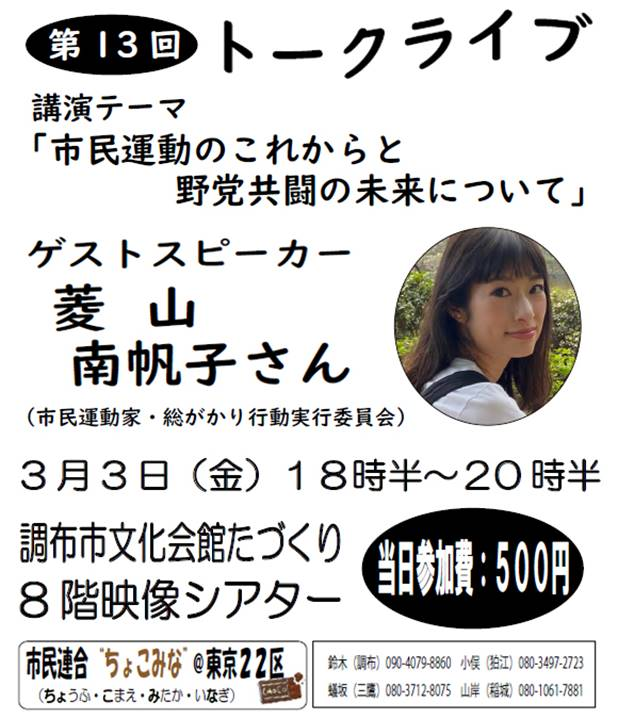 第13回 トークライブ
講演テーマ
「市民運動のこれからと
野党共闘の未来について」
ゲストスピーカー
菱 山
南帆子さん
（市民運動家・総がかり行動実行委員会）
３月３日（金）１８時半～２０時半
調布市文化会館たづくり
８階映像シアター
当日参加費：５００円
市民連合 “ちょこみな” @東京２２区
（ちょうふ・こまえ・みたか・いなぎ）
鈴木（調布）090-4079-8860 小俣（狛江）080-3497-2723
蟠坂（三鷹）080-3712-8075 山岸（稲城）080-1061-7881